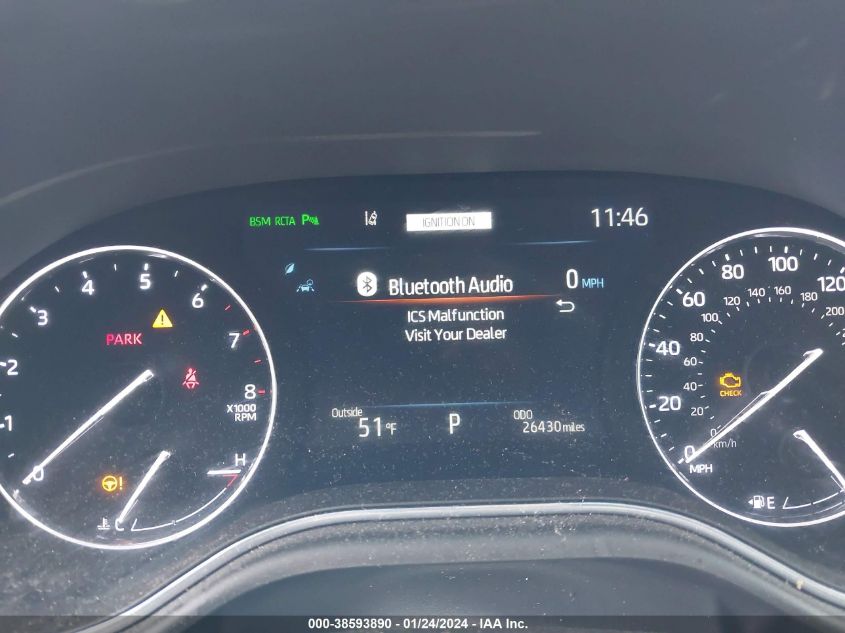 BSM RCTA P
IGNITION ON
11:46
Bluetooth Audio
0 MPH
ICS Malfunction
Visit Your Dealer
Outside
51°F
P
ODO
26430 miles
PARK
0
1
2
3
4
5
6
7
8
X1000
RPM
H
C
0
20
40
60
80
100
120
MPH
0
20
40
60
80
100
120
140
160
180
200
km/h
CHECK
E
000-38593890 - 01/24/2024 - IAA Inc.